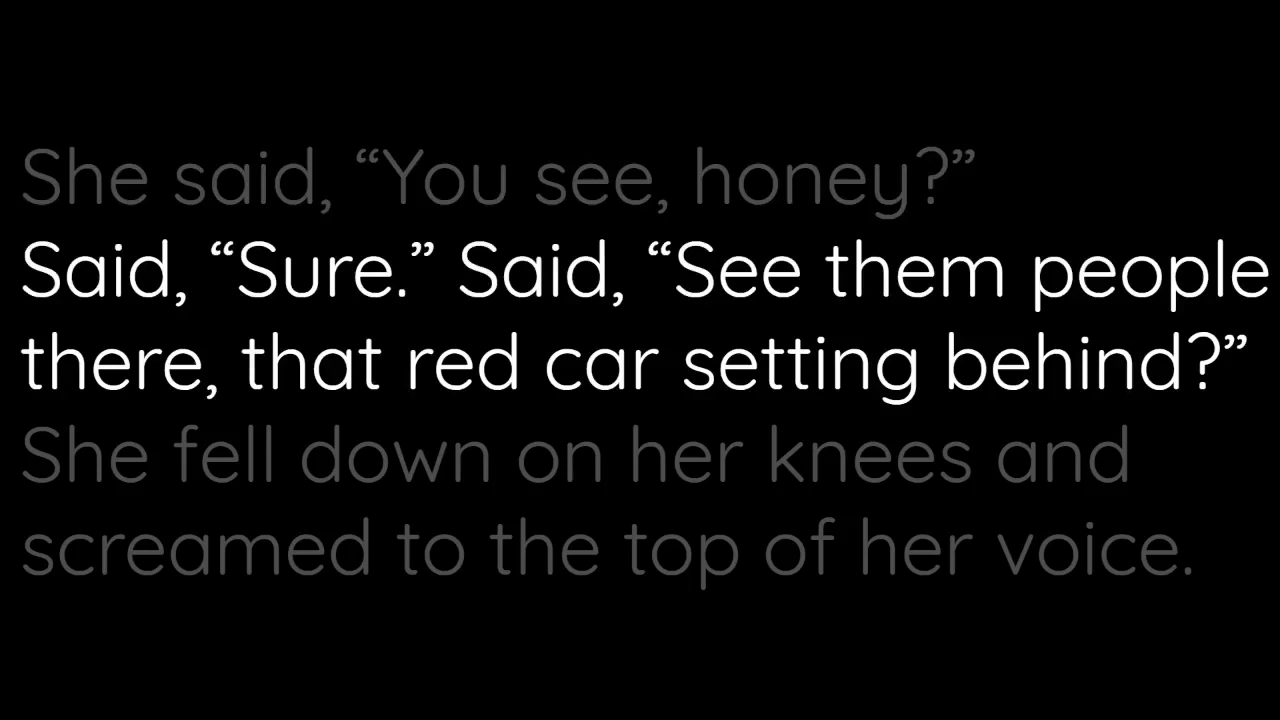 She said, “You see, honey?”
Said, “Sure.” Said, “See them people
there, that red car setting behind?”
She fell down on her knees and
screamed to the top of her voice.